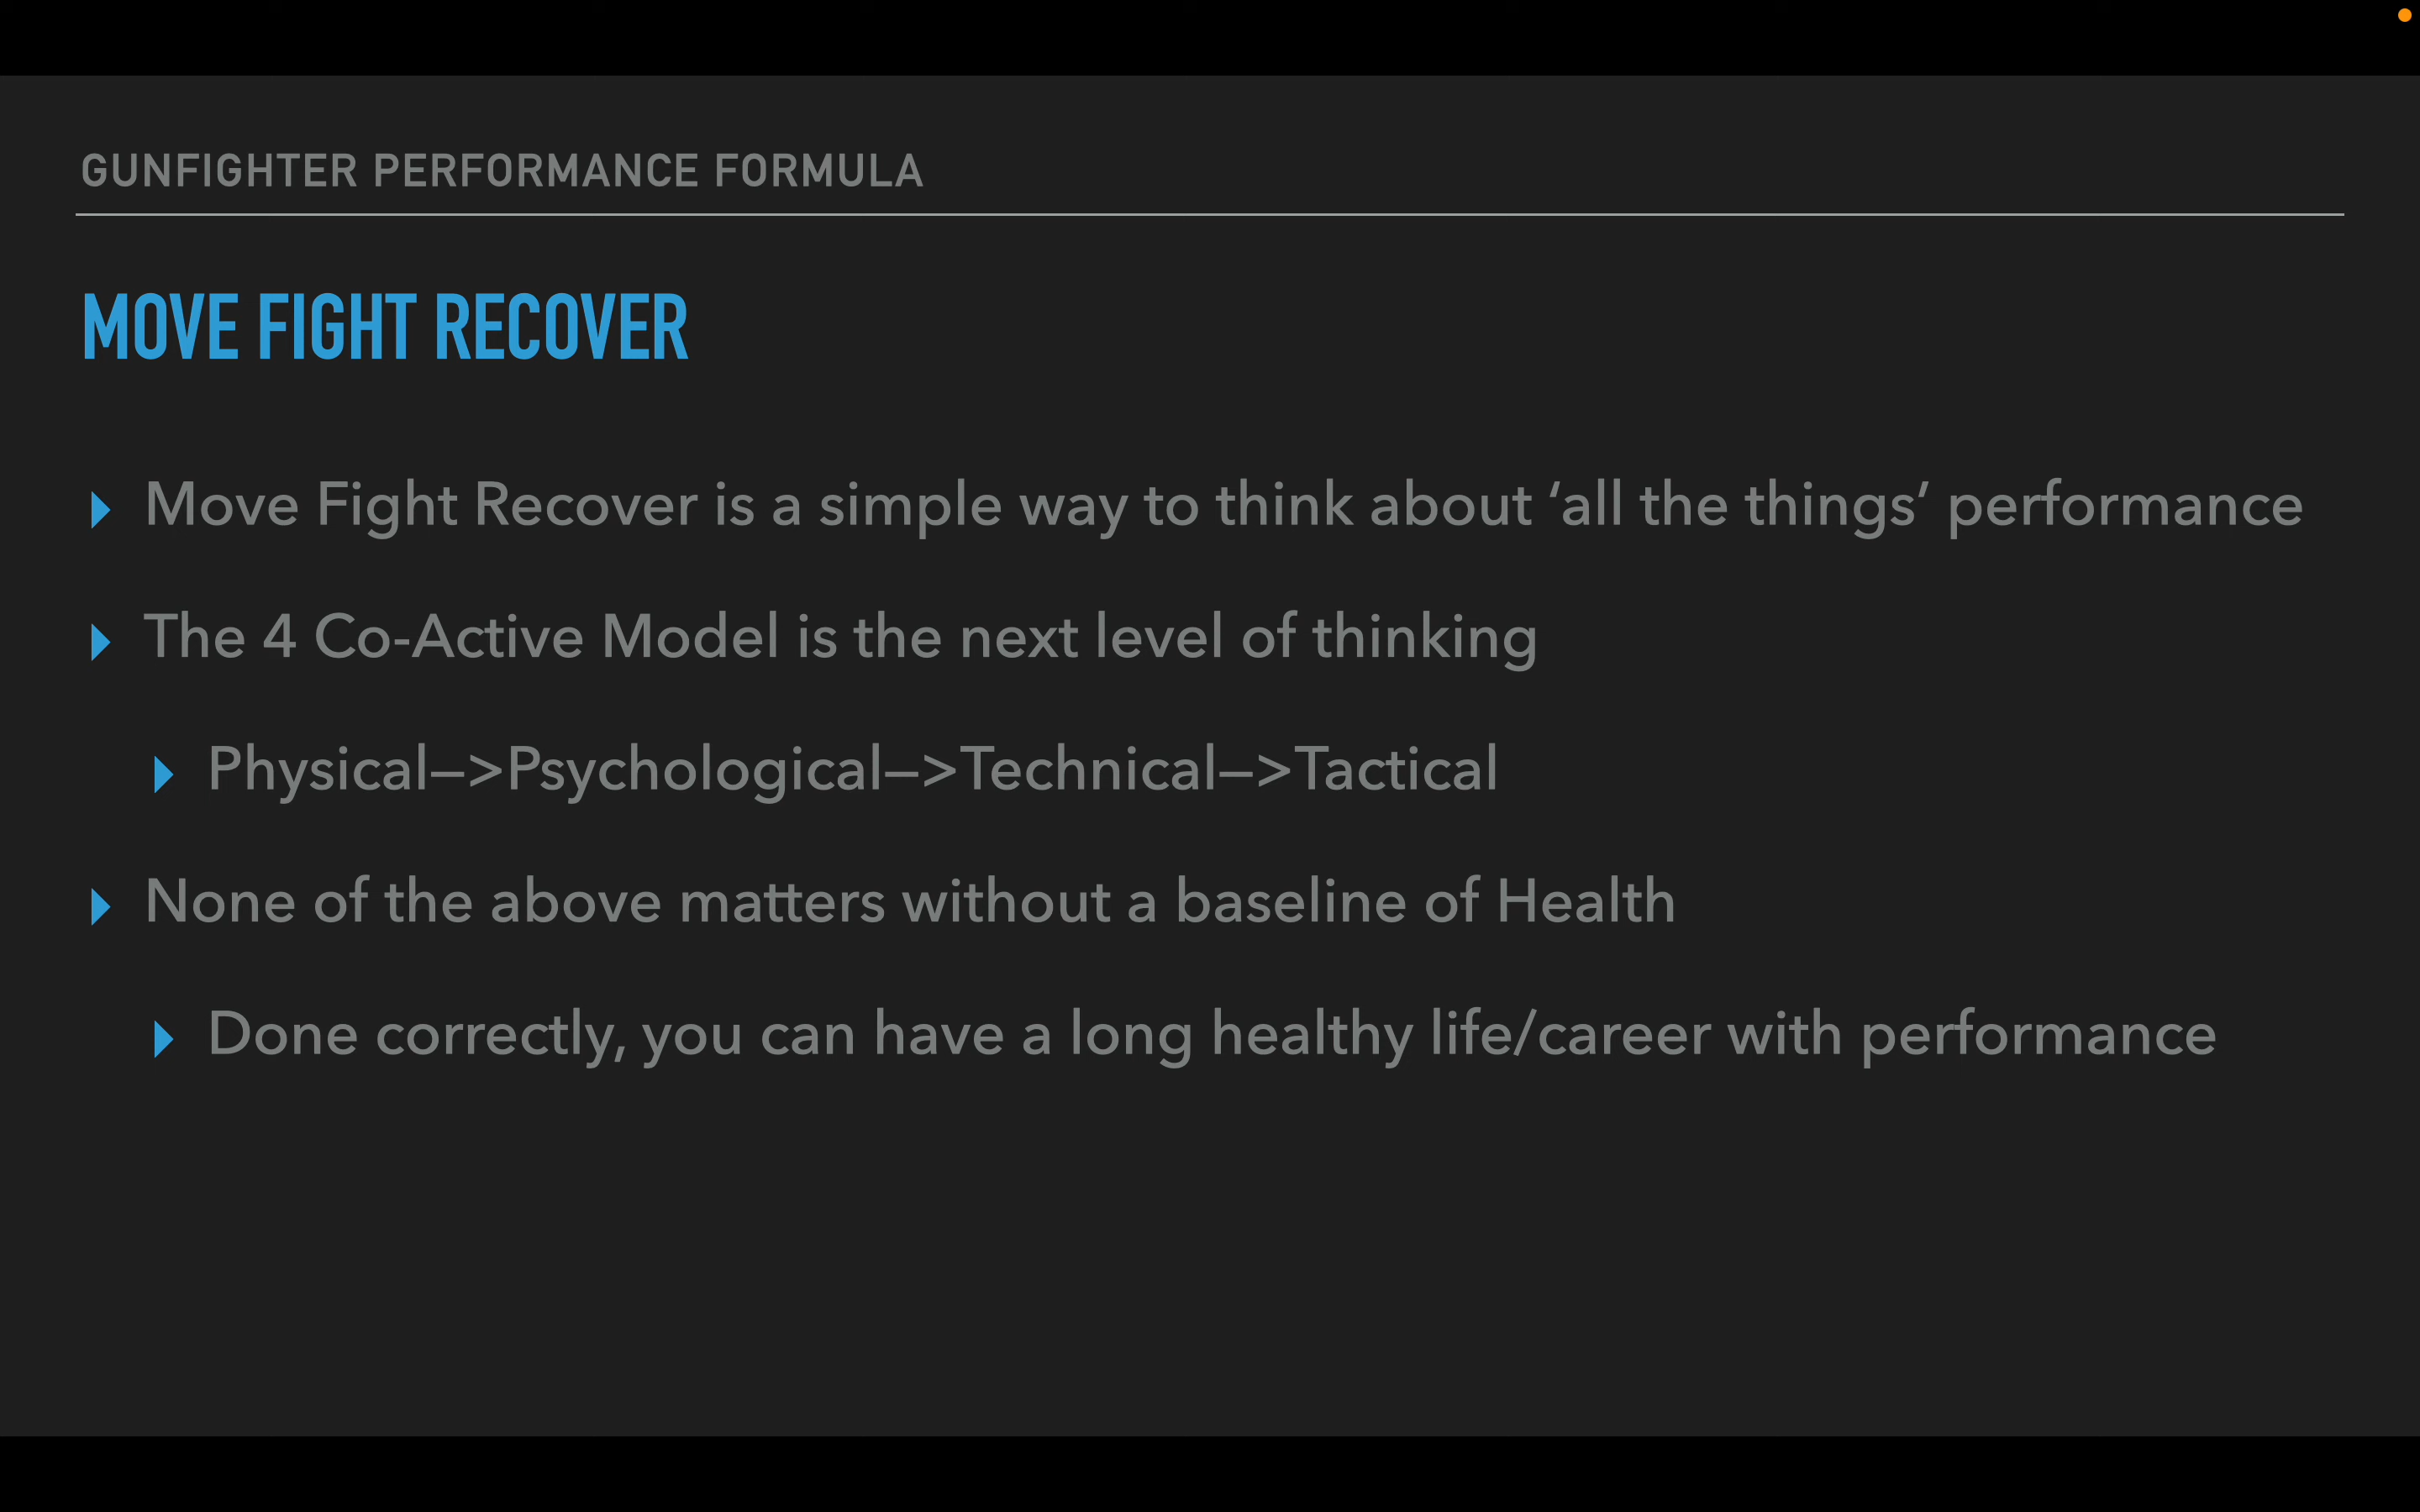 GUNFIGHTER PERFORMANCE FORMULA
MOVE FIGHT RECOVER
Move Fight Recover is a simple way to think about ‘all the things‘ performance
The 4 Co-Active Model is the next level of thinking
Physical—>Psychological—>Technical—>Tactical
None of the above matters without a baseline of Health
Done correctly, you can have a long healthy life/career with performance